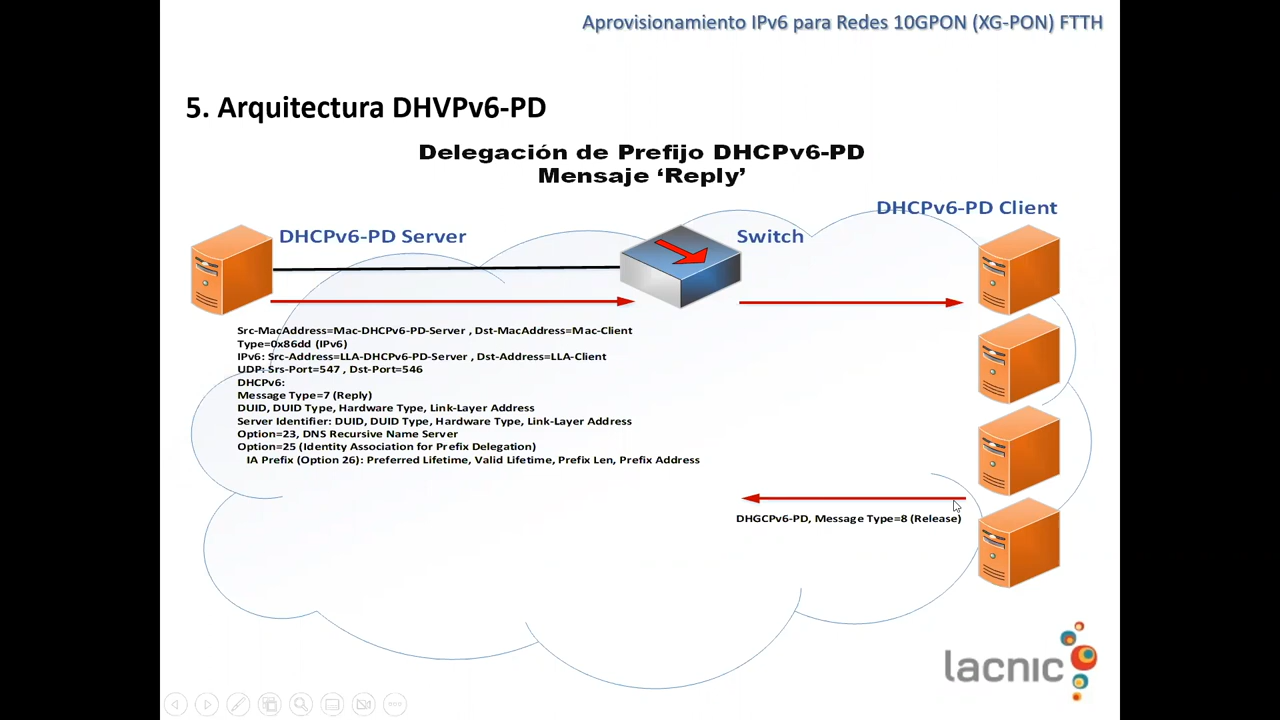 Aprovisionamiento IPv6 para Redes 10GPON (XG-PON) FTTH
5. Arquitectura DHVPv6-PD
Delegación de Prefijo DHCPv6-PD
Mensaje ‘Reply’
DHCPv6-PD Client
DHCPv6-PD Server
Switch
Src-MacAddress=Mac-DHCPv6-PD-Server , Dst-MacAddress=Mac-Client
Type=0x86dd (IPv6)
IPv6: Src-Address=LLA-DHCPv6-PD-Server , Dst-Address=LLA-Client
UDP: Srs-Port=547 , Dst-Port=546
DHCPv6:
Message Type=7 (Reply)
DUID, DUID Type, Hardware Type, Link-Layer Address
Server Identifier: DUID, DUID Type, Hardware Type, Link-Layer Address
Option=23, DNS Recursive Name Server
Option=25 (Identity Association for Prefix Delegation)
IA Prefix (Option 26): Preferred Lifetime, Valid Lifetime, Prefix Len, Prefix Address
DHGCPv6-PD, Message Type=8 (Release)
lacnic